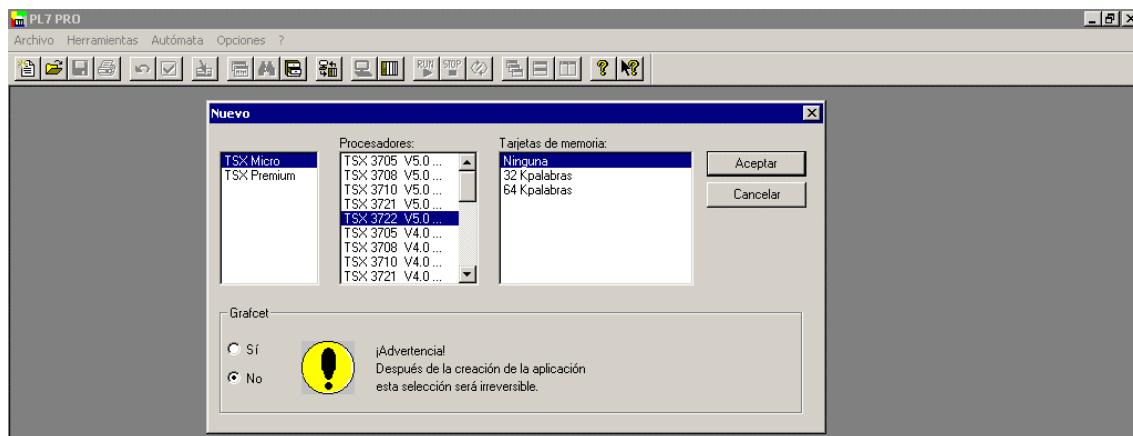 PL7 PRO
Archivo Herramientas Autómata Opciones ?
RUN STOP
Nuevo
Procesadores: Tarjetas de memoria:
TSX Micro
TSX Premium
TSX 3705 V5.0 ...
TSX 3708 V5.0 ...
TSX 3710 V5.0 ...
TSX 3721 V5.0 ...
TSX 3722 V5.0 ...
TSX 3705 V4.0 ...
TSX 3708 V4.0 ...
TSX 3710 V4.0 ...
TSX 3721 V4.0 ...
Ninguna
32 Kpalabras
64 Kpalabras
Aceptar
Cancelar
Grafcet
Sí
No
¡Advertencia!
Después de la creación de la aplicación
esta selección será irreversible.